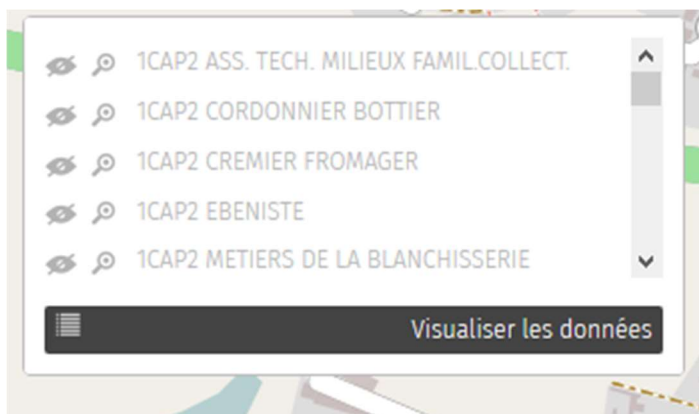 1CAP2 ASS. TECH. MILIEUX FAMIL.COLLECT.
1CAP2 CORDONNIER BOTTIER
1CAP2 CREMIER FROMAGER
1CAP2 EBENISTE
1CAP2 METIERS DE LA BLANCHISSERIE
Visualiser les données